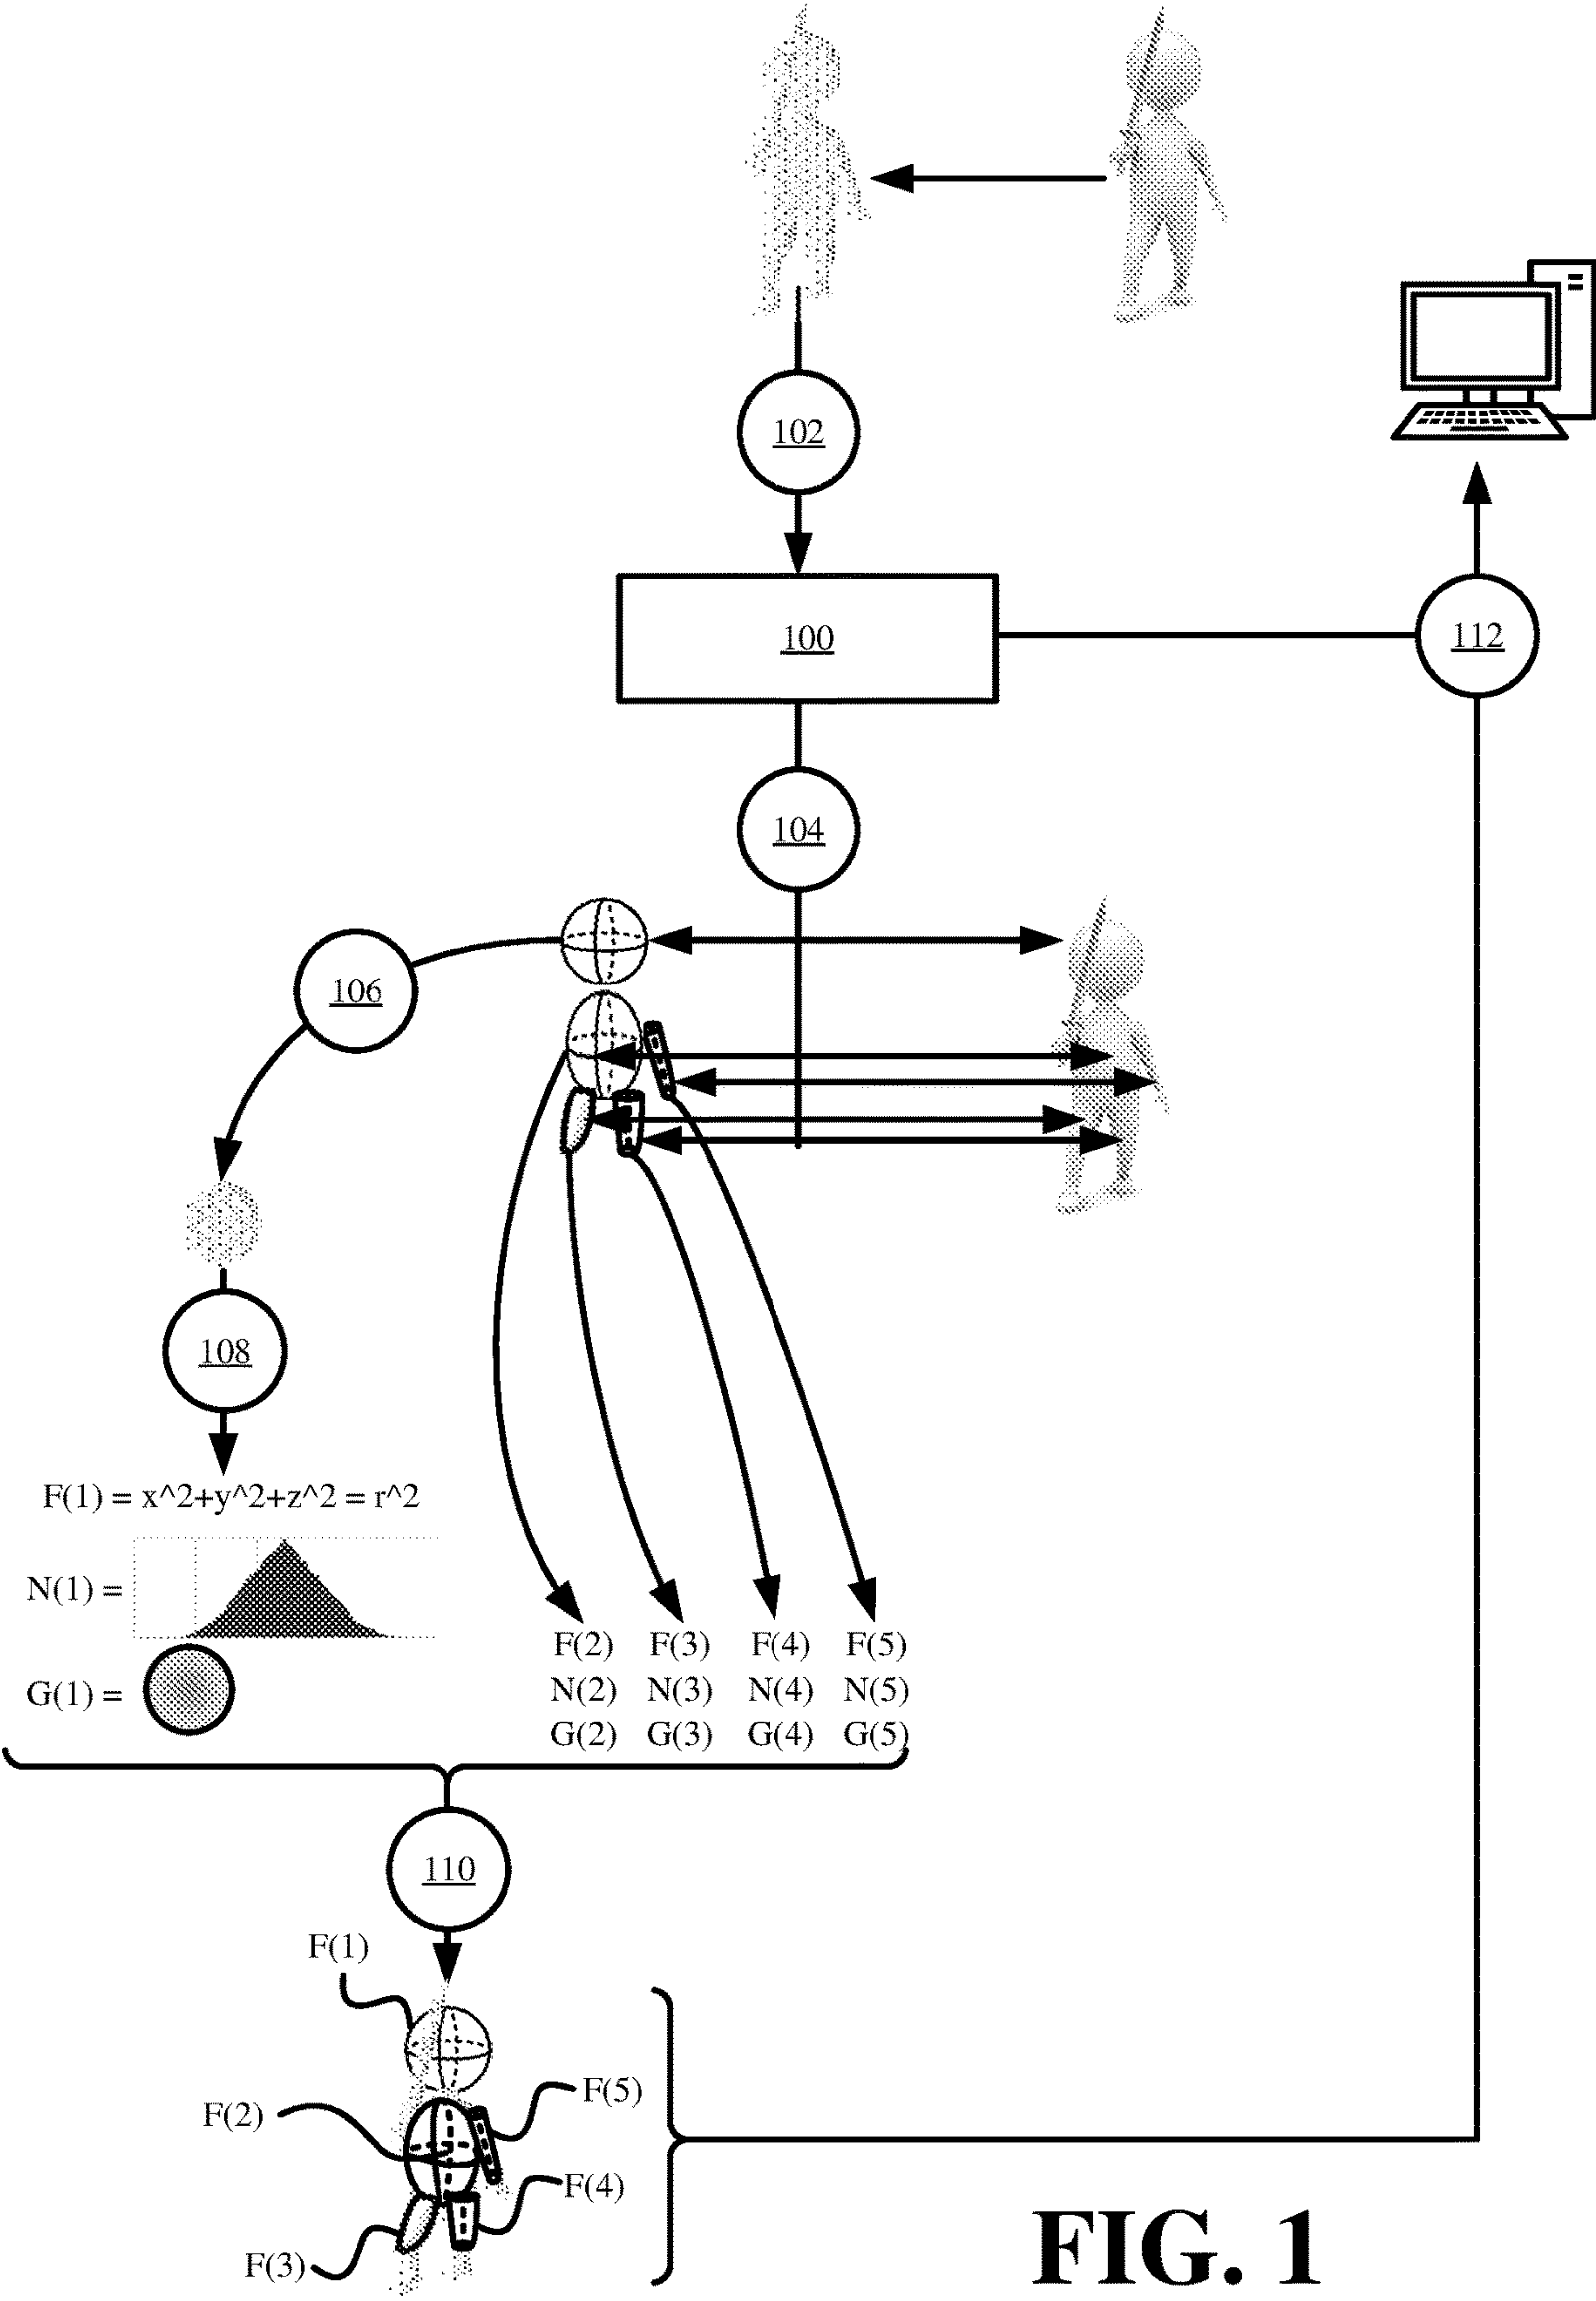 102
100
112
104
106
108
F(1) = x^2+y^2+z^2 = r^2
N(1) =
G(1) =
F(2) F(3) F(4) F(5)
N(2) N(3) N(4) N(5)
G(2) G(3) G(4) G(5)
110
F(1)
F(5)
F(2)
F(4)
F(3)
FIG. 1